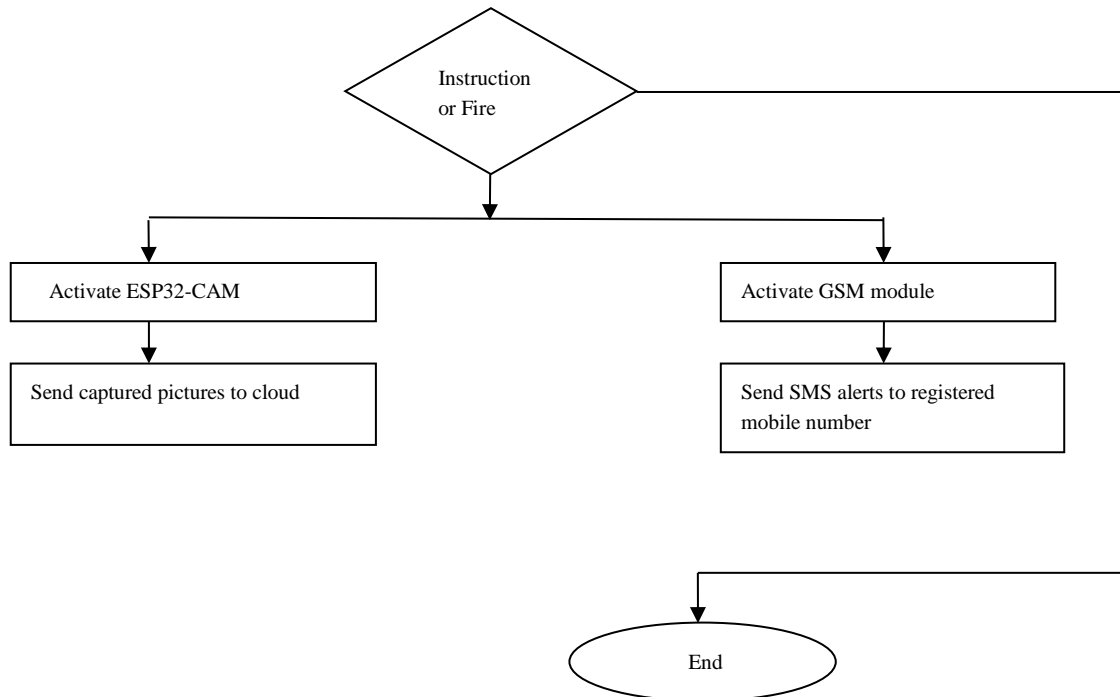 Instruction
or Fire
Activate ESP32-CAM
Activate GSM module
Send captured pictures to cloud
Send SMS alerts to registered
mobile number
End